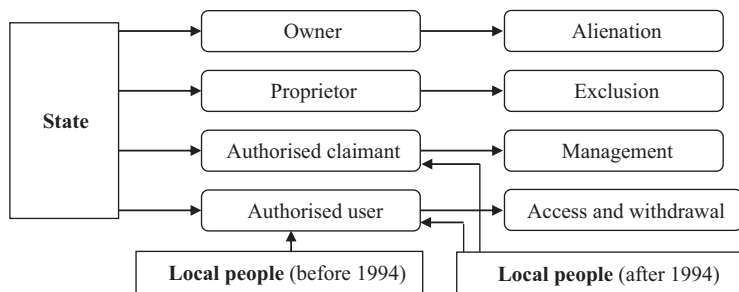 Owner
Alienation
Proprietor
Exclusion
State
Authorised claimant
Management
Authorised user
Access and withdrawal
Local people (before 1994)
Local people (after 1994)